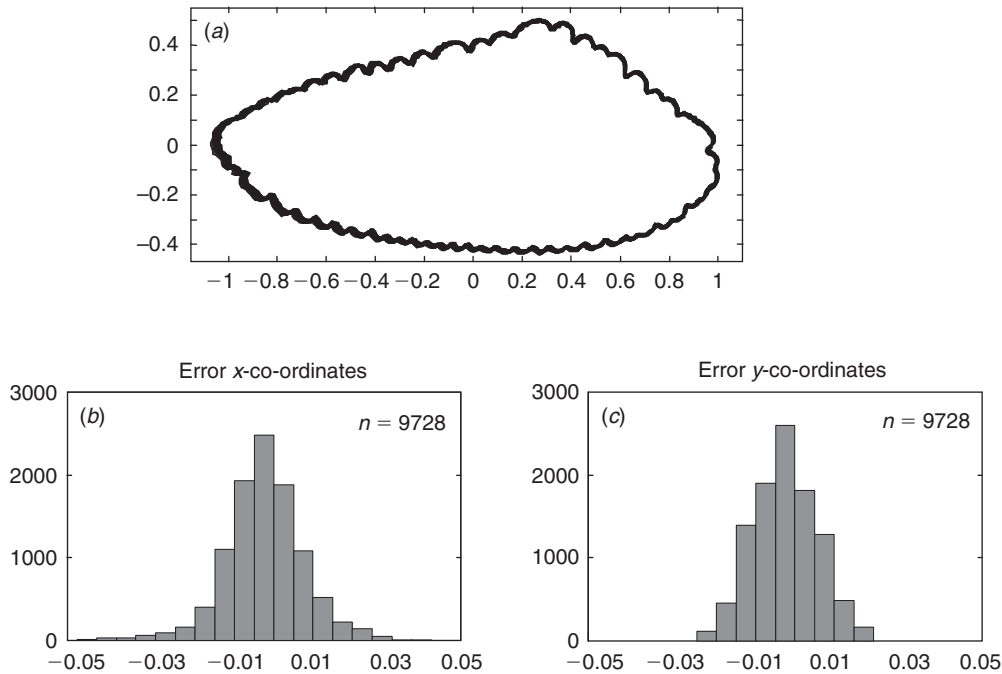 (a)
0.4
0.2
0
−0.2
−0.4
−1 −0.8 −0.6 −0.4 −0.2 0 0.2 0.4 0.6 0.8 1
Error x-co-ordinates
(b)
n = 9728
3000
2000
1000
0
−0.05 −0.03 −0.01 0.01 0.03 0.05
Error y-co-ordinates
(c)
n = 9728
3000
2000
1000
0
−0.05 −0.03 −0.01 0.01 0.03 0.05